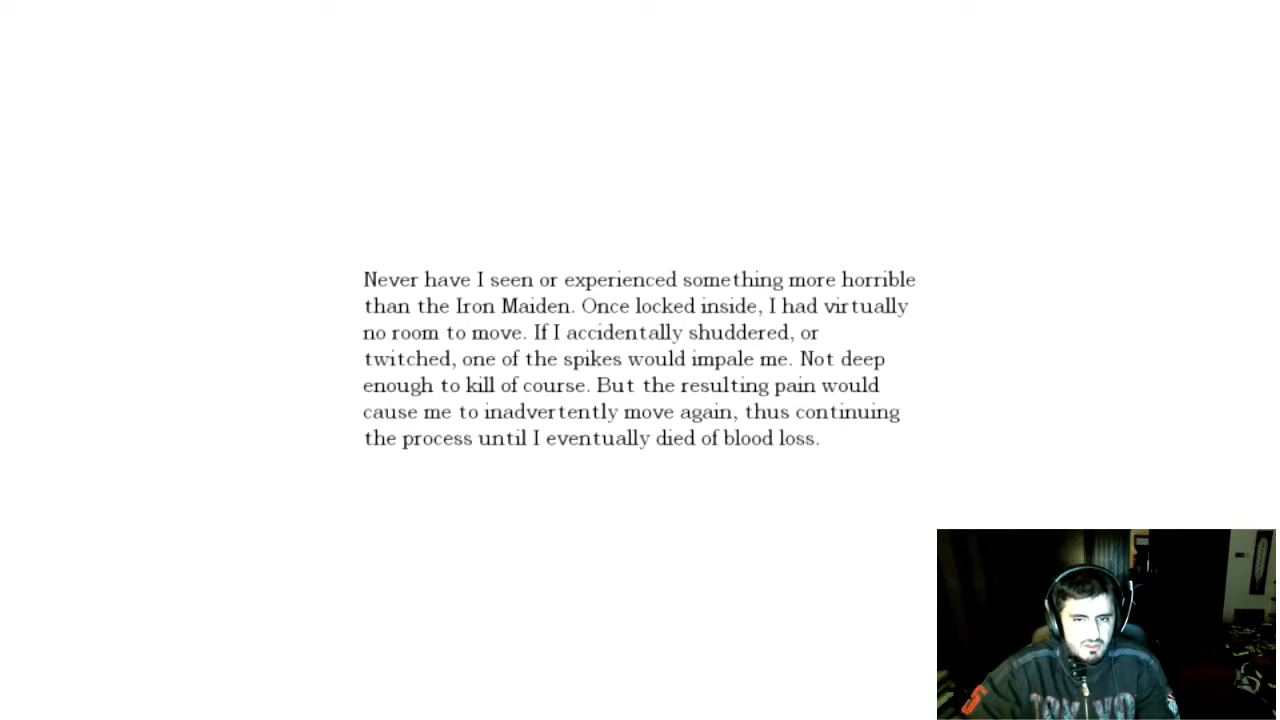 Never have I seen or experienced something more horrible
than the Iron Maiden. Once locked inside, I had virtually
no room to move. If I accidentally shuddered, or
twitched, one of the spikes would impale me. Not deep
enough to kill of course. But the resulting pain would
cause me to inadvertently move again, thus continuing
the process until I eventually died of blood loss.